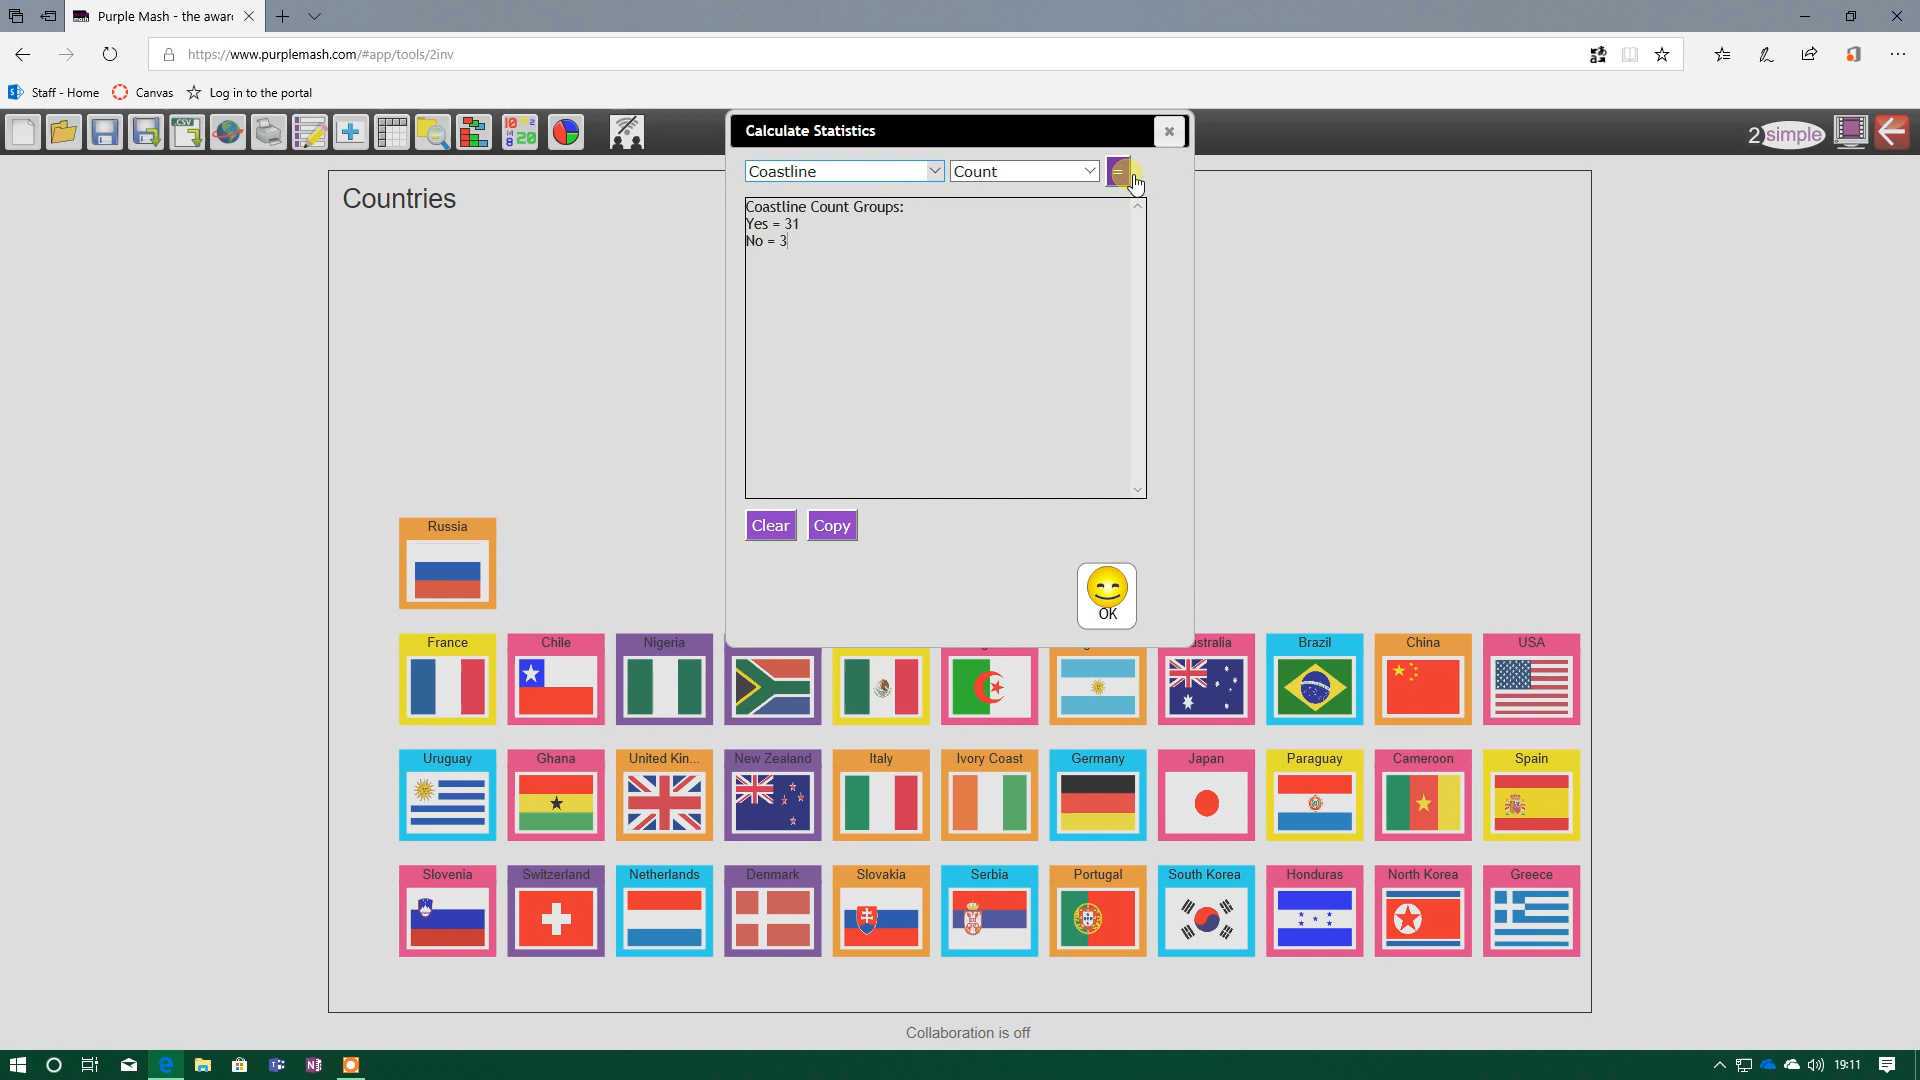 Purple Mash - the awar
https://www.purplemash.com/#app/tools/2inv
Staff - Home
Canvas
Log in to the portal
CSV
2simple
Calculate Statistics
Coastline
Count
=
Coastline Count Groups:
Yes = 31
No = 3
Clear
Copy
OK
Countries
Russia
France
Chile
Nigeria
stralia
Brazil
China
USA
Uruguay
Ghana
United Kin...
New Zealand
Italy
Ivory Coast
Germany
Japan
Paraguay
Cameroon
Spain
Slovenia
Switzerland
Netherlands
Denmark
Slovakia
Serbia
Portugal
South Korea
Honduras
North Korea
Greece
Collaboration is off
19:11